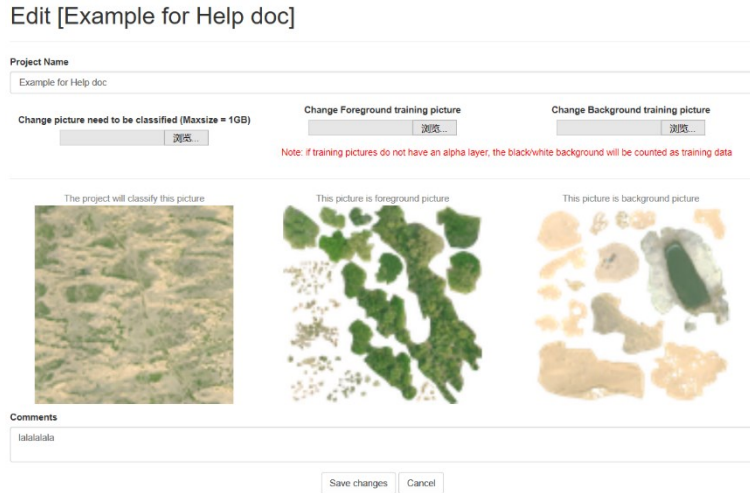 Edit [Example for Help doc]
Project Name
Example for Help doc
Change picture need to be classified (Maxsize = 1GB)
浏览...
Change Foreground training picture
浏览...
Change Background training picture
浏览...
Note: if training pictures do not have an alpha layer, the black/white background will be counted as training data
The project will classify this picture
This picture is foreground picture
This picture is background picture
Comments
lalalalala
Save changes
Cancel